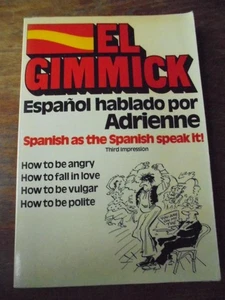 EL
GIMMICK
Español hablado por
Adrienne
Spanish as the Spanish speak it!
Third impression
How to be angry
How to fall in love
How to be vulgar
How to be polite